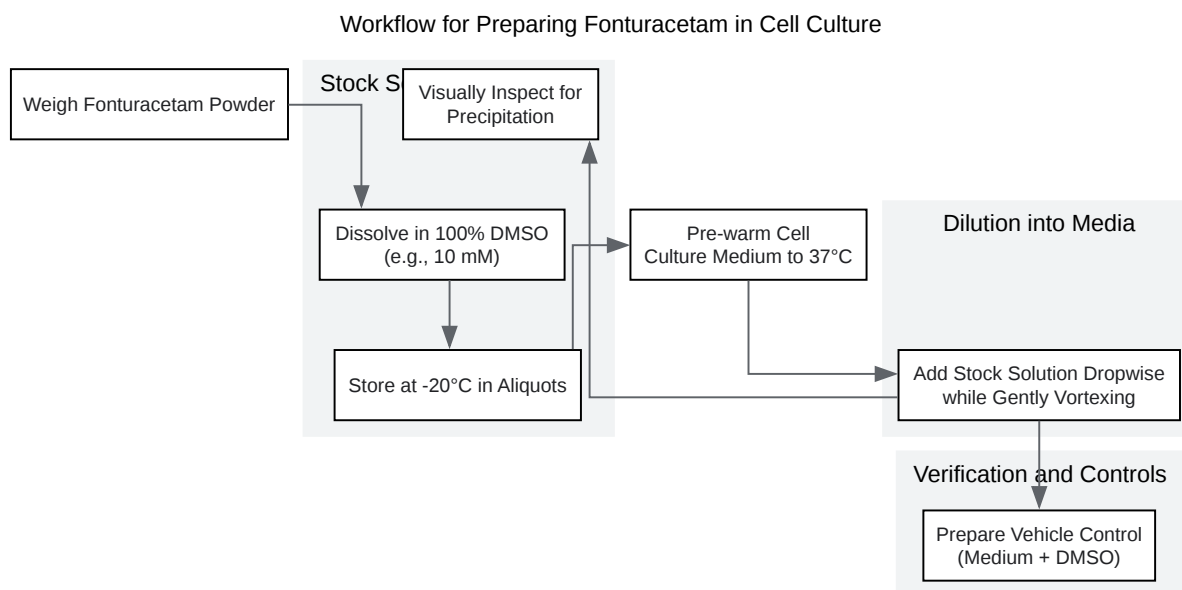 Workflow for Preparing Fonturacetam in Cell Culture
Weigh Fonturacetam Powder
Stock
Visually Inspect for
Precipitation
Dissolve in 100% DMSO
(e.g., 10 mM)
Store at -20°C in Aliquots
Pre-warm Cell
Culture Medium to 37°C
Dilution into Media
Add Stock Solution Dropwise
while Gently Vortexing
Verification and Controls
Prepare Vehicle Control
(Medium + DMSO)